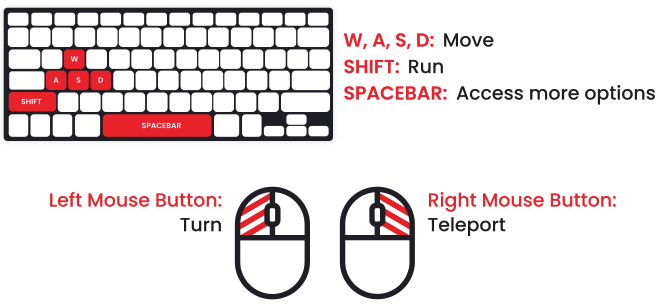 W
A S D
SHIFT
SPACEBAR
W, A, S, D: Move
SHIFT: Run
SPACEBAR: Access more options
Left Mouse Button:
Turn
Right Mouse Button:
Teleport